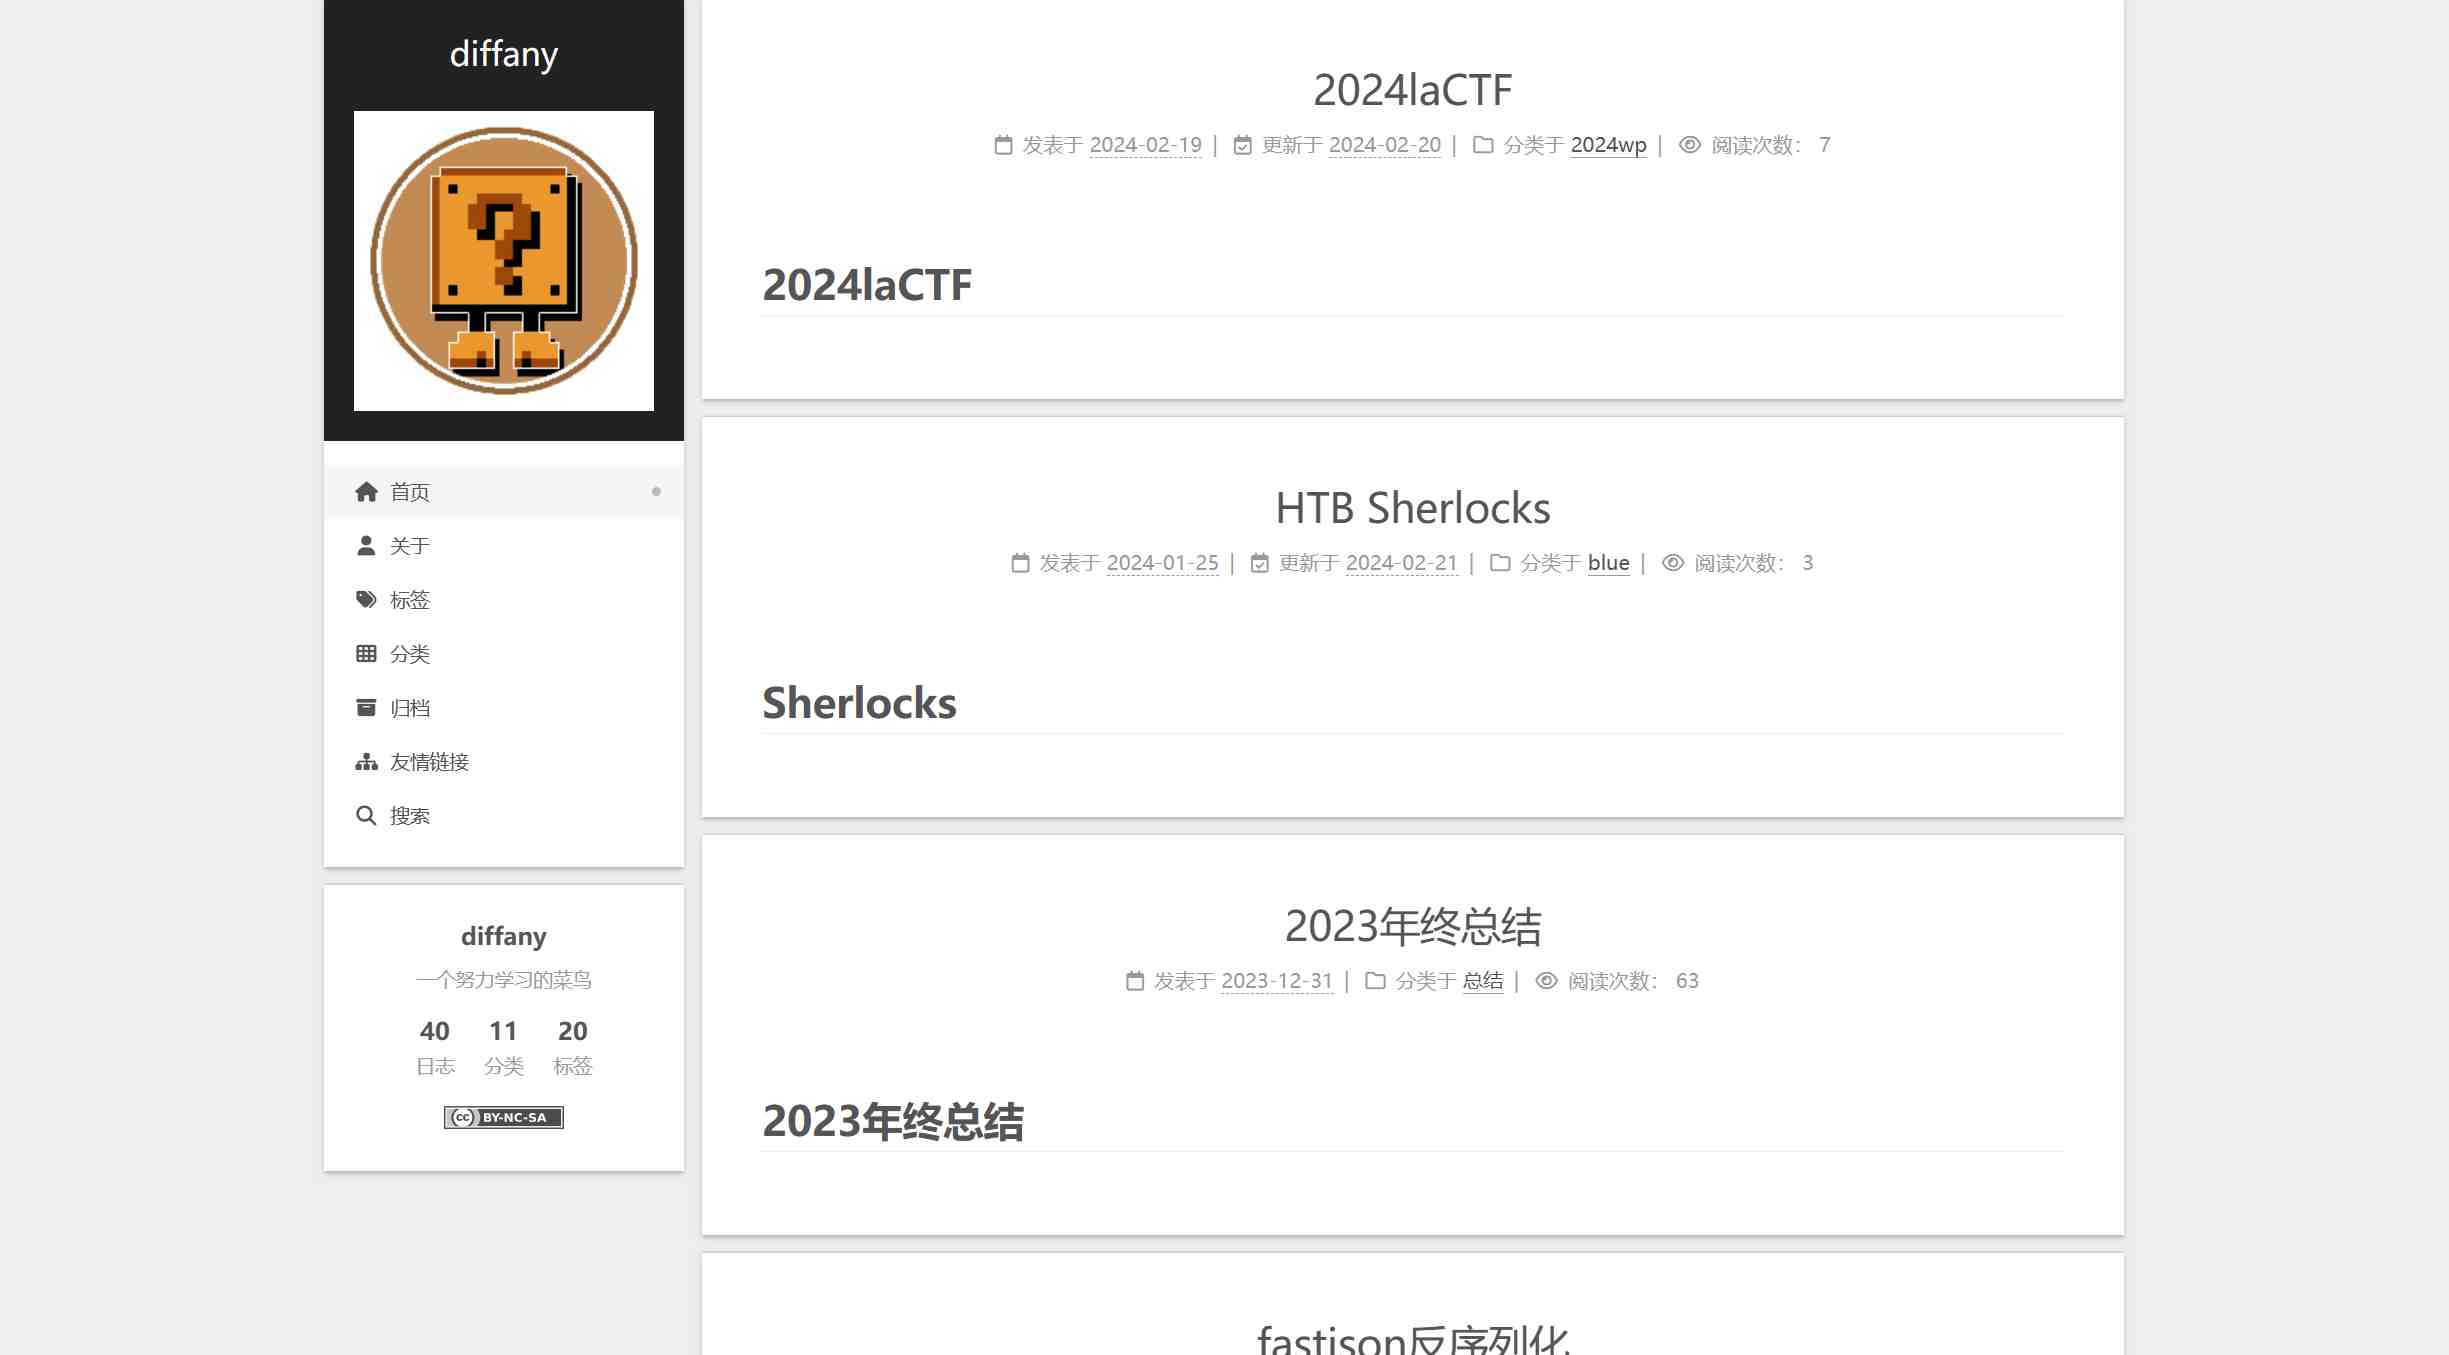 diffany
首页
关于
标签
分类
归档
友情链接
搜索
diffany
一个努力学习的菜鸟
40 11 20
日志 分类 标签
cc BY-NC-SA
2024laCTF
发表于 2024-02-19 | 更新于 2024-02-20 | 分类于 2024wp | 阅读次数： 7
2024laCTF
HTB Sherlocks
发表于 2024-01-25 | 更新于 2024-02-21 | 分类于 blue | 阅读次数： 3
Sherlocks
2023年终总结
发表于 2023-12-31 | 分类于 总结 | 阅读次数： 63
2023年终总结
fastjson反序列化